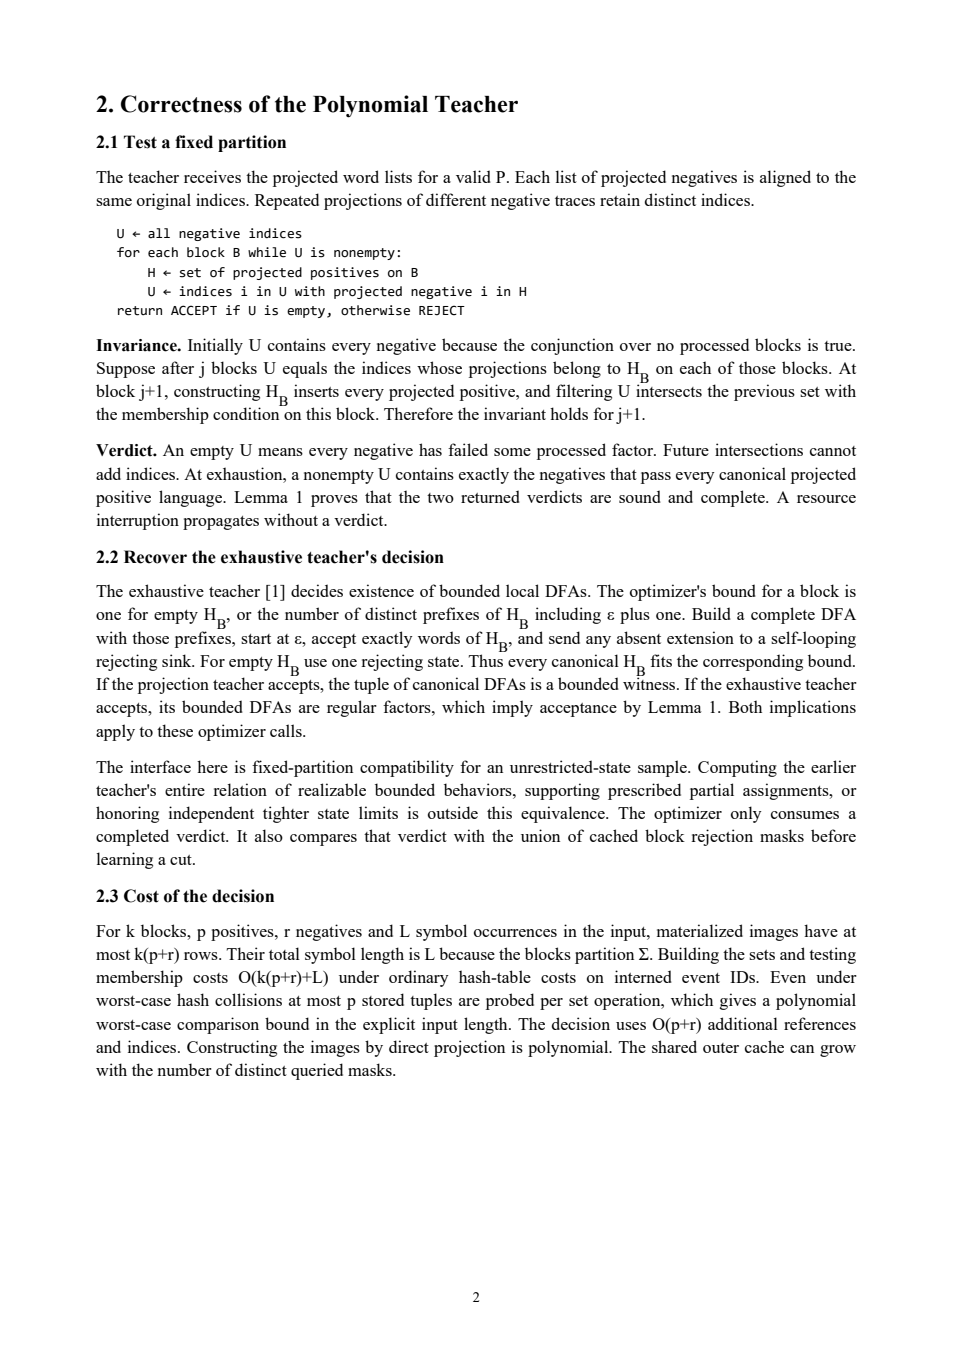 2. Correctness of the Polynomial Teacher
2.1 Test a fixed partition
The teacher receives the projected word lists for a valid P. Each list of projected negatives is aligned to the
same original indices. Repeated projections of different negative traces retain distinct indices.
U ← all negative indices
for each block B while U is nonempty:
    H ← set of projected positives on B
    U ← indices i in U with projected negative i in H
return ACCEPT if U is empty, otherwise REJECT
Invariance. Initially U contains every negative because the conjunction over no processed blocks is true.
Suppose after j blocks U equals the indices whose projections belong to H_B on each of those blocks. At
block j+1, constructing H_B inserts every projected positive, and filtering U intersects the previous set with
the membership condition on this block. Therefore the invariant holds for j+1.
Verdict. An empty U means every negative has failed some processed factor. Future intersections cannot
add indices. At exhaustion, a nonempty U contains exactly the negatives that pass every canonical projected
positive language. Lemma 1 proves that the two returned verdicts are sound and complete. A resource
interruption propagates without a verdict.
2.2 Recover the exhaustive teacher's decision
The exhaustive teacher [1] decides existence of bounded local DFAs. The optimizer's bound for a block is
one for empty H_B, or the number of distinct prefixes of H_B including ε plus one. Build a complete DFA
with those prefixes, start at ε, accept exactly words of H_B, and send any absent extension to a self-looping
rejecting sink. For empty H_B use one rejecting state. Thus every canonical H_B fits the corresponding bound.
If the projection teacher accepts, the tuple of canonical DFAs is a bounded witness. If the exhaustive teacher
accepts, its bounded DFAs are regular factors, which imply acceptance by Lemma 1. Both implications
apply to these optimizer calls.
The interface here is fixed-partition compatibility for an unrestricted-state sample. Computing the earlier
teacher's entire relation of realizable bounded behaviors, supporting prescribed partial assignments, or
honoring independent tighter state limits is outside this equivalence. The optimizer only consumes a
completed verdict. It also compares that verdict with the union of cached block rejection masks before
learning a cut.
2.3 Cost of the decision
For k blocks, p positives, r negatives and L symbol occurrences in the input, materialized images have at
most k(p+r) rows. Their total symbol length is L because the blocks partition Σ. Building the sets and testing
membership costs O(k(p+r)+L) under ordinary hash-table costs on interned event IDs. Even under
worst-case hash collisions at most p stored tuples are probed per set operation, which gives a polynomial
worst-case comparison bound in the explicit input length. The decision uses O(p+r) additional references
and indices. Constructing the images by direct projection is polynomial. The shared outer cache can grow
with the number of distinct queried masks.
2